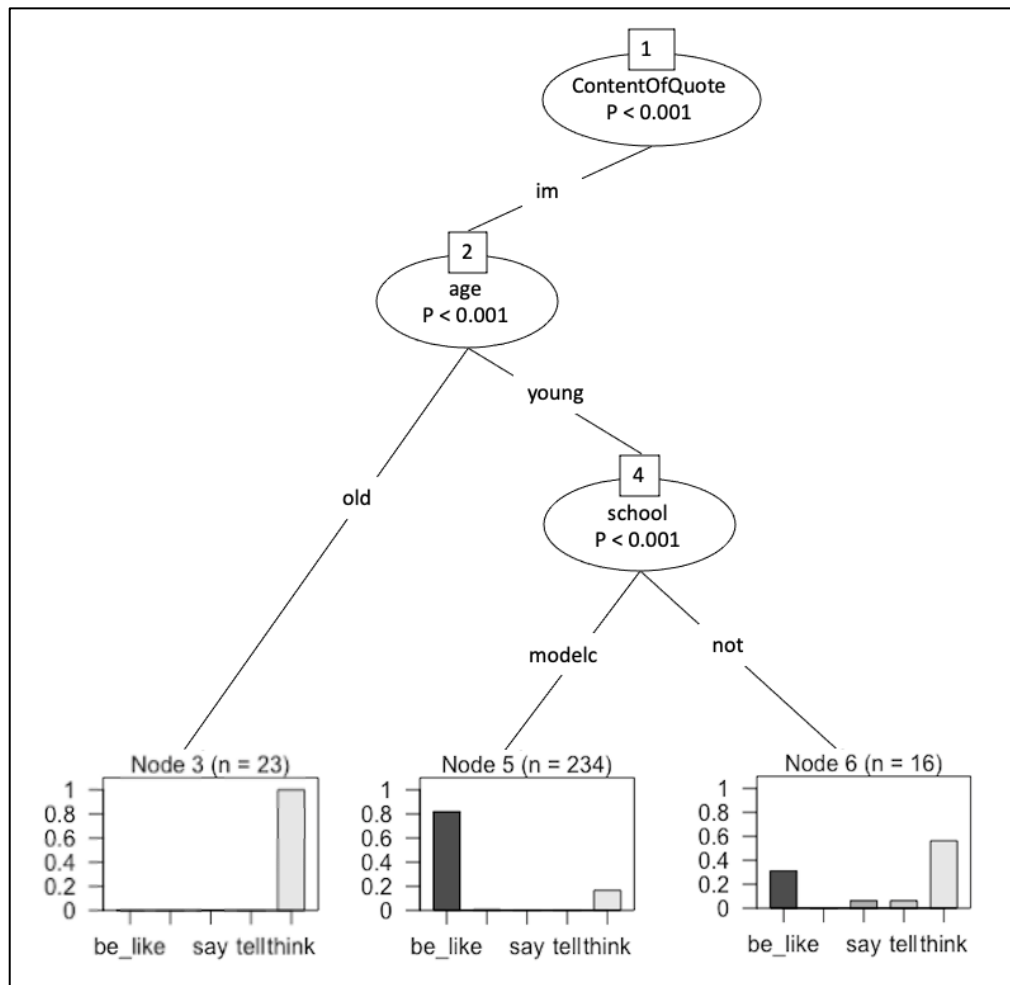 1
ContentOfQuote
P < 0.001
im
2
age
P < 0.001
young
4
school
P < 0.001
old
modelc
not
Node 3 (n = 23)
1
0.8
0.6
0.4
0.2
0
be_like say tell think
Node 5 (n = 234)
1
0.8
0.6
0.4
0.2
0
be_like say tell think
Node 6 (n = 16)
1
0.8
0.6
0.4
0.2
0
be_like say tell think